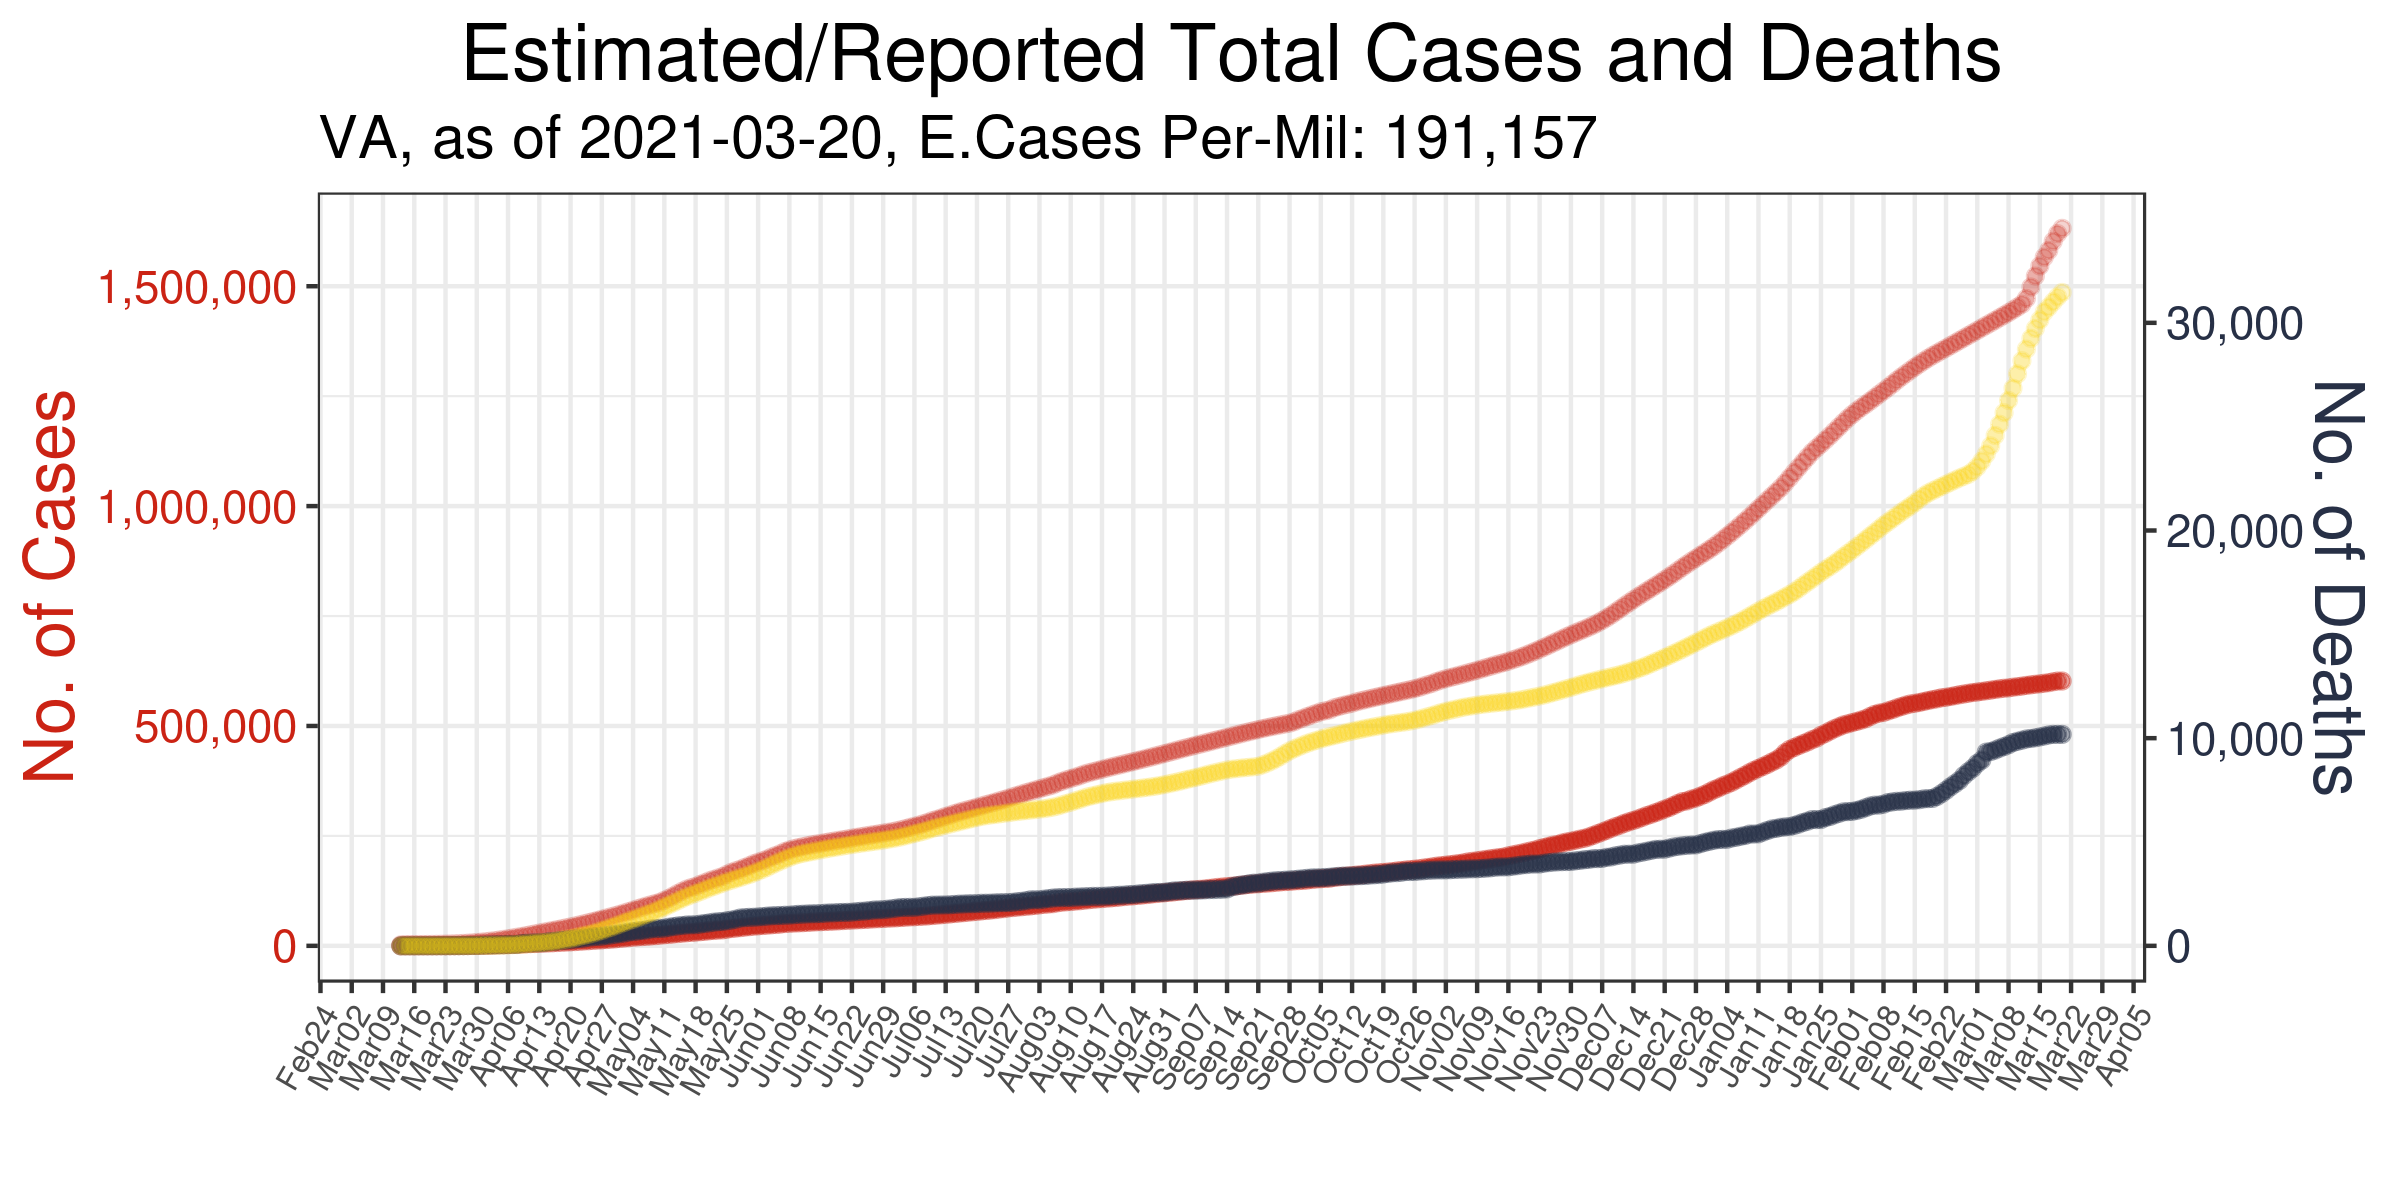 Estimated/Reported Total Cases and Deaths
VA, as of 2021-03-20, E.Cases Per-Mil: 191,157
No. of Cases
1,500,000
1,000,000
500,000
0
30,000
20,000
10,000
0
No. of Deaths
Feb24
Mar02
Mar09
Mar16
Mar23
Mar30
Apr06
Apr13
Apr20
Apr27
May04
May11
May18
May25
Jun01
Jun08
Jun15
Jun22
Jun29
Jul06
Jul13
Jul20
Jul27
Aug03
Aug10
Aug17
Aug24
Aug31
Sep07
Sep14
Sep21
Sep28
Oct05
Oct12
Oct19
Oct26
Nov02
Nov09
Nov16
Nov23
Nov30
Dec07
Dec14
Dec21
Dec28
Jan04
Jan11
Jan18
Jan25
Feb01
Feb08
Feb15
Feb22
Mar01
Mar08
Mar15
Mar22
Mar29
Apr05